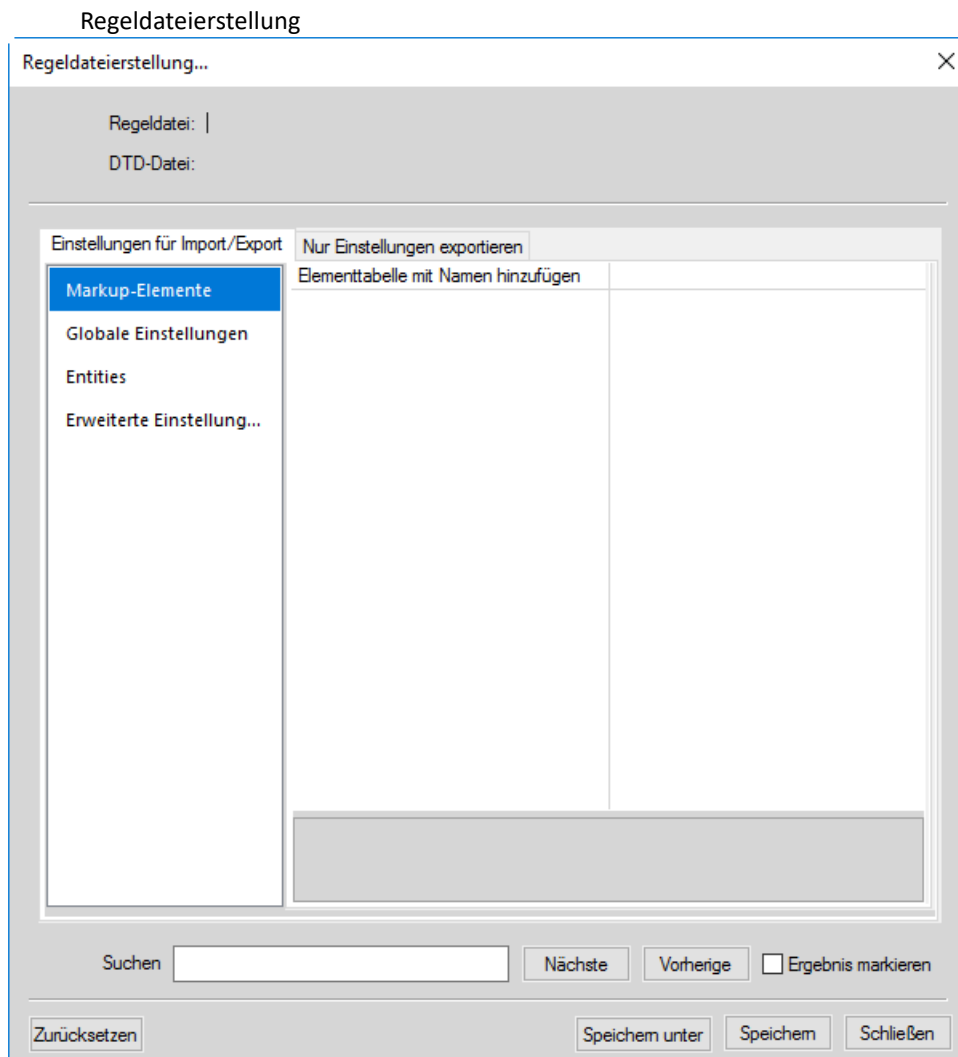 Regeldateierstellung
Regeldateierstellung...
Regeldatei:
DTD-Datei:
Einstellungen für Import/Export Nur Einstellungen exportieren
Elementtabelle mit Namen hinzufügen
Markup-Elemente
Globale Einstellungen
Entities
Erweiterte Einstellung...
Suchen Nächste Vorherige Ergebnis markieren
Zurücksetzen Speichern unter Speichern Schließen